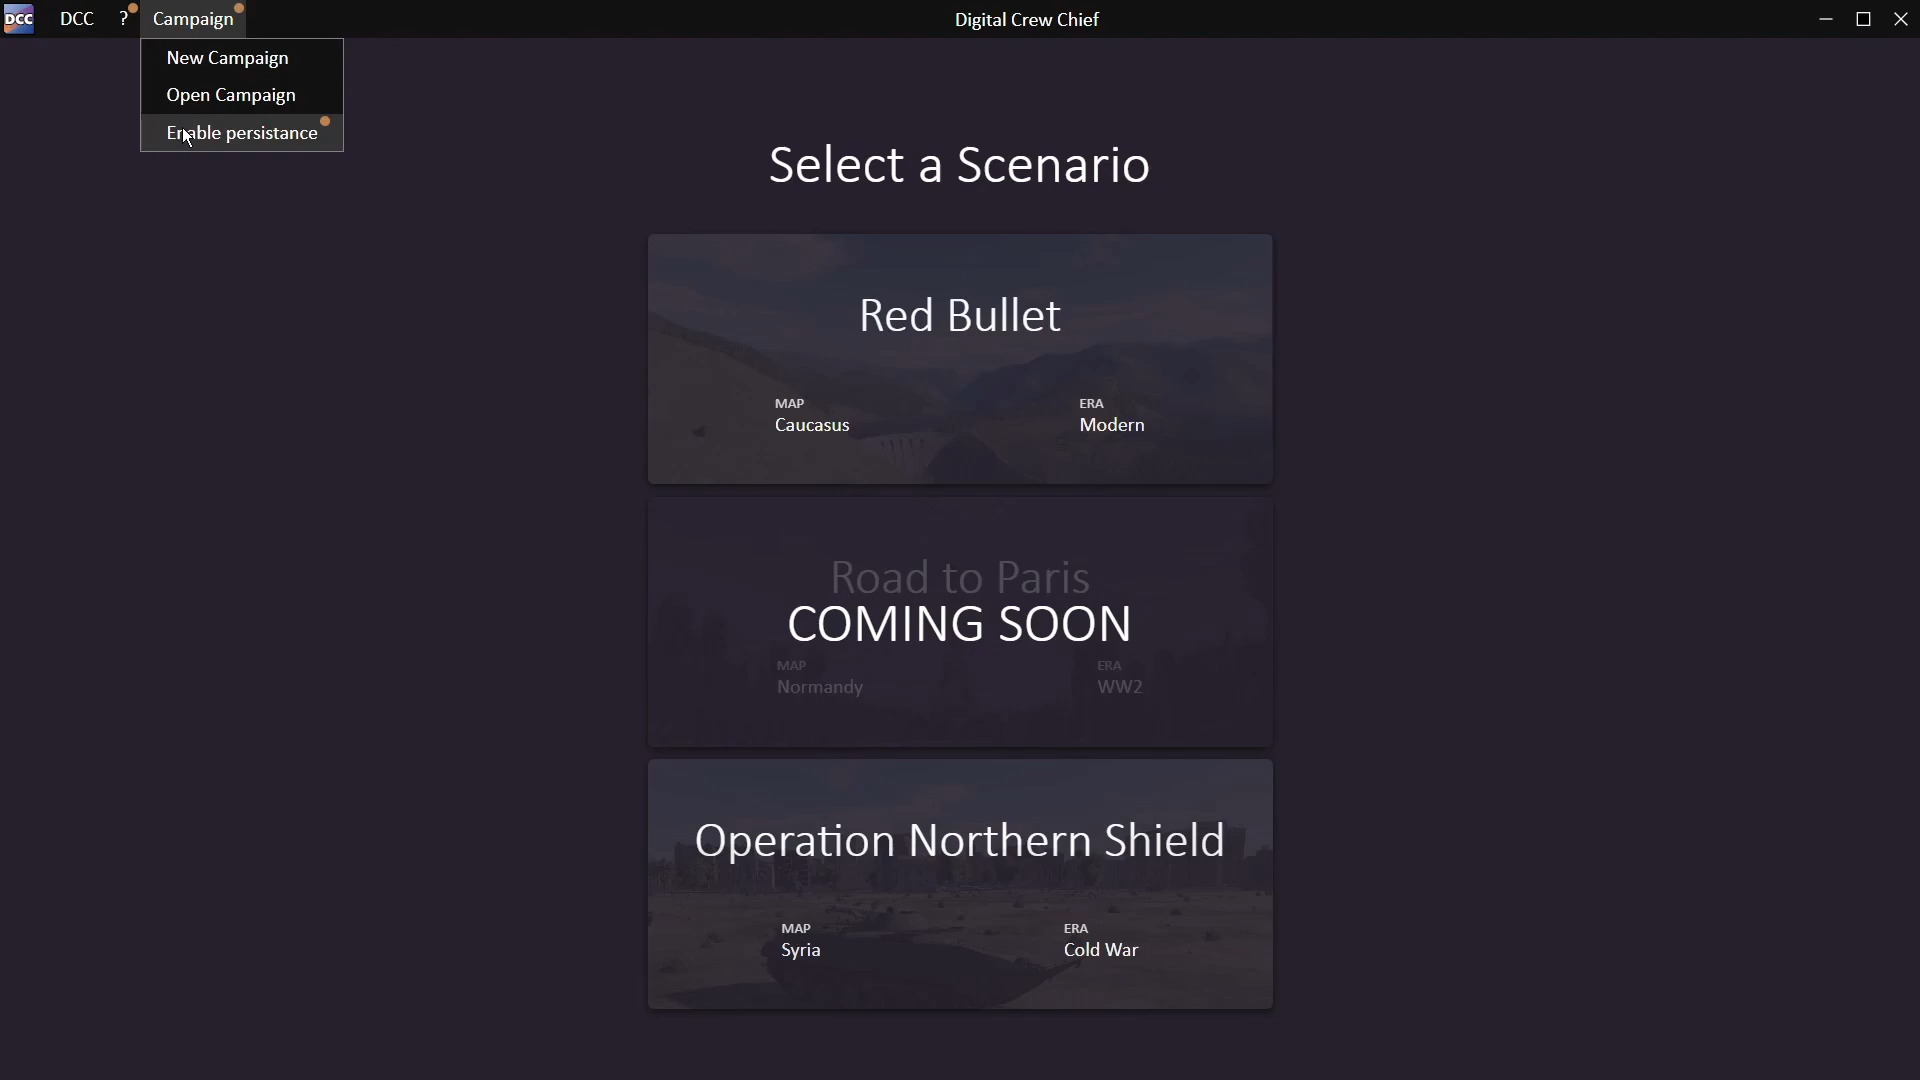 DCC DCC ? Campaign Digital Crew Chief
New Campaign
Open Campaign
Enable persistance
Select a Scenario
Red Bullet
MAP ERA
Caucasus Modern
Road to Paris
COMING SOON
MAP ERA
Normandy WW2
Operation Northern Shield
MAP ERA
Syria Cold War